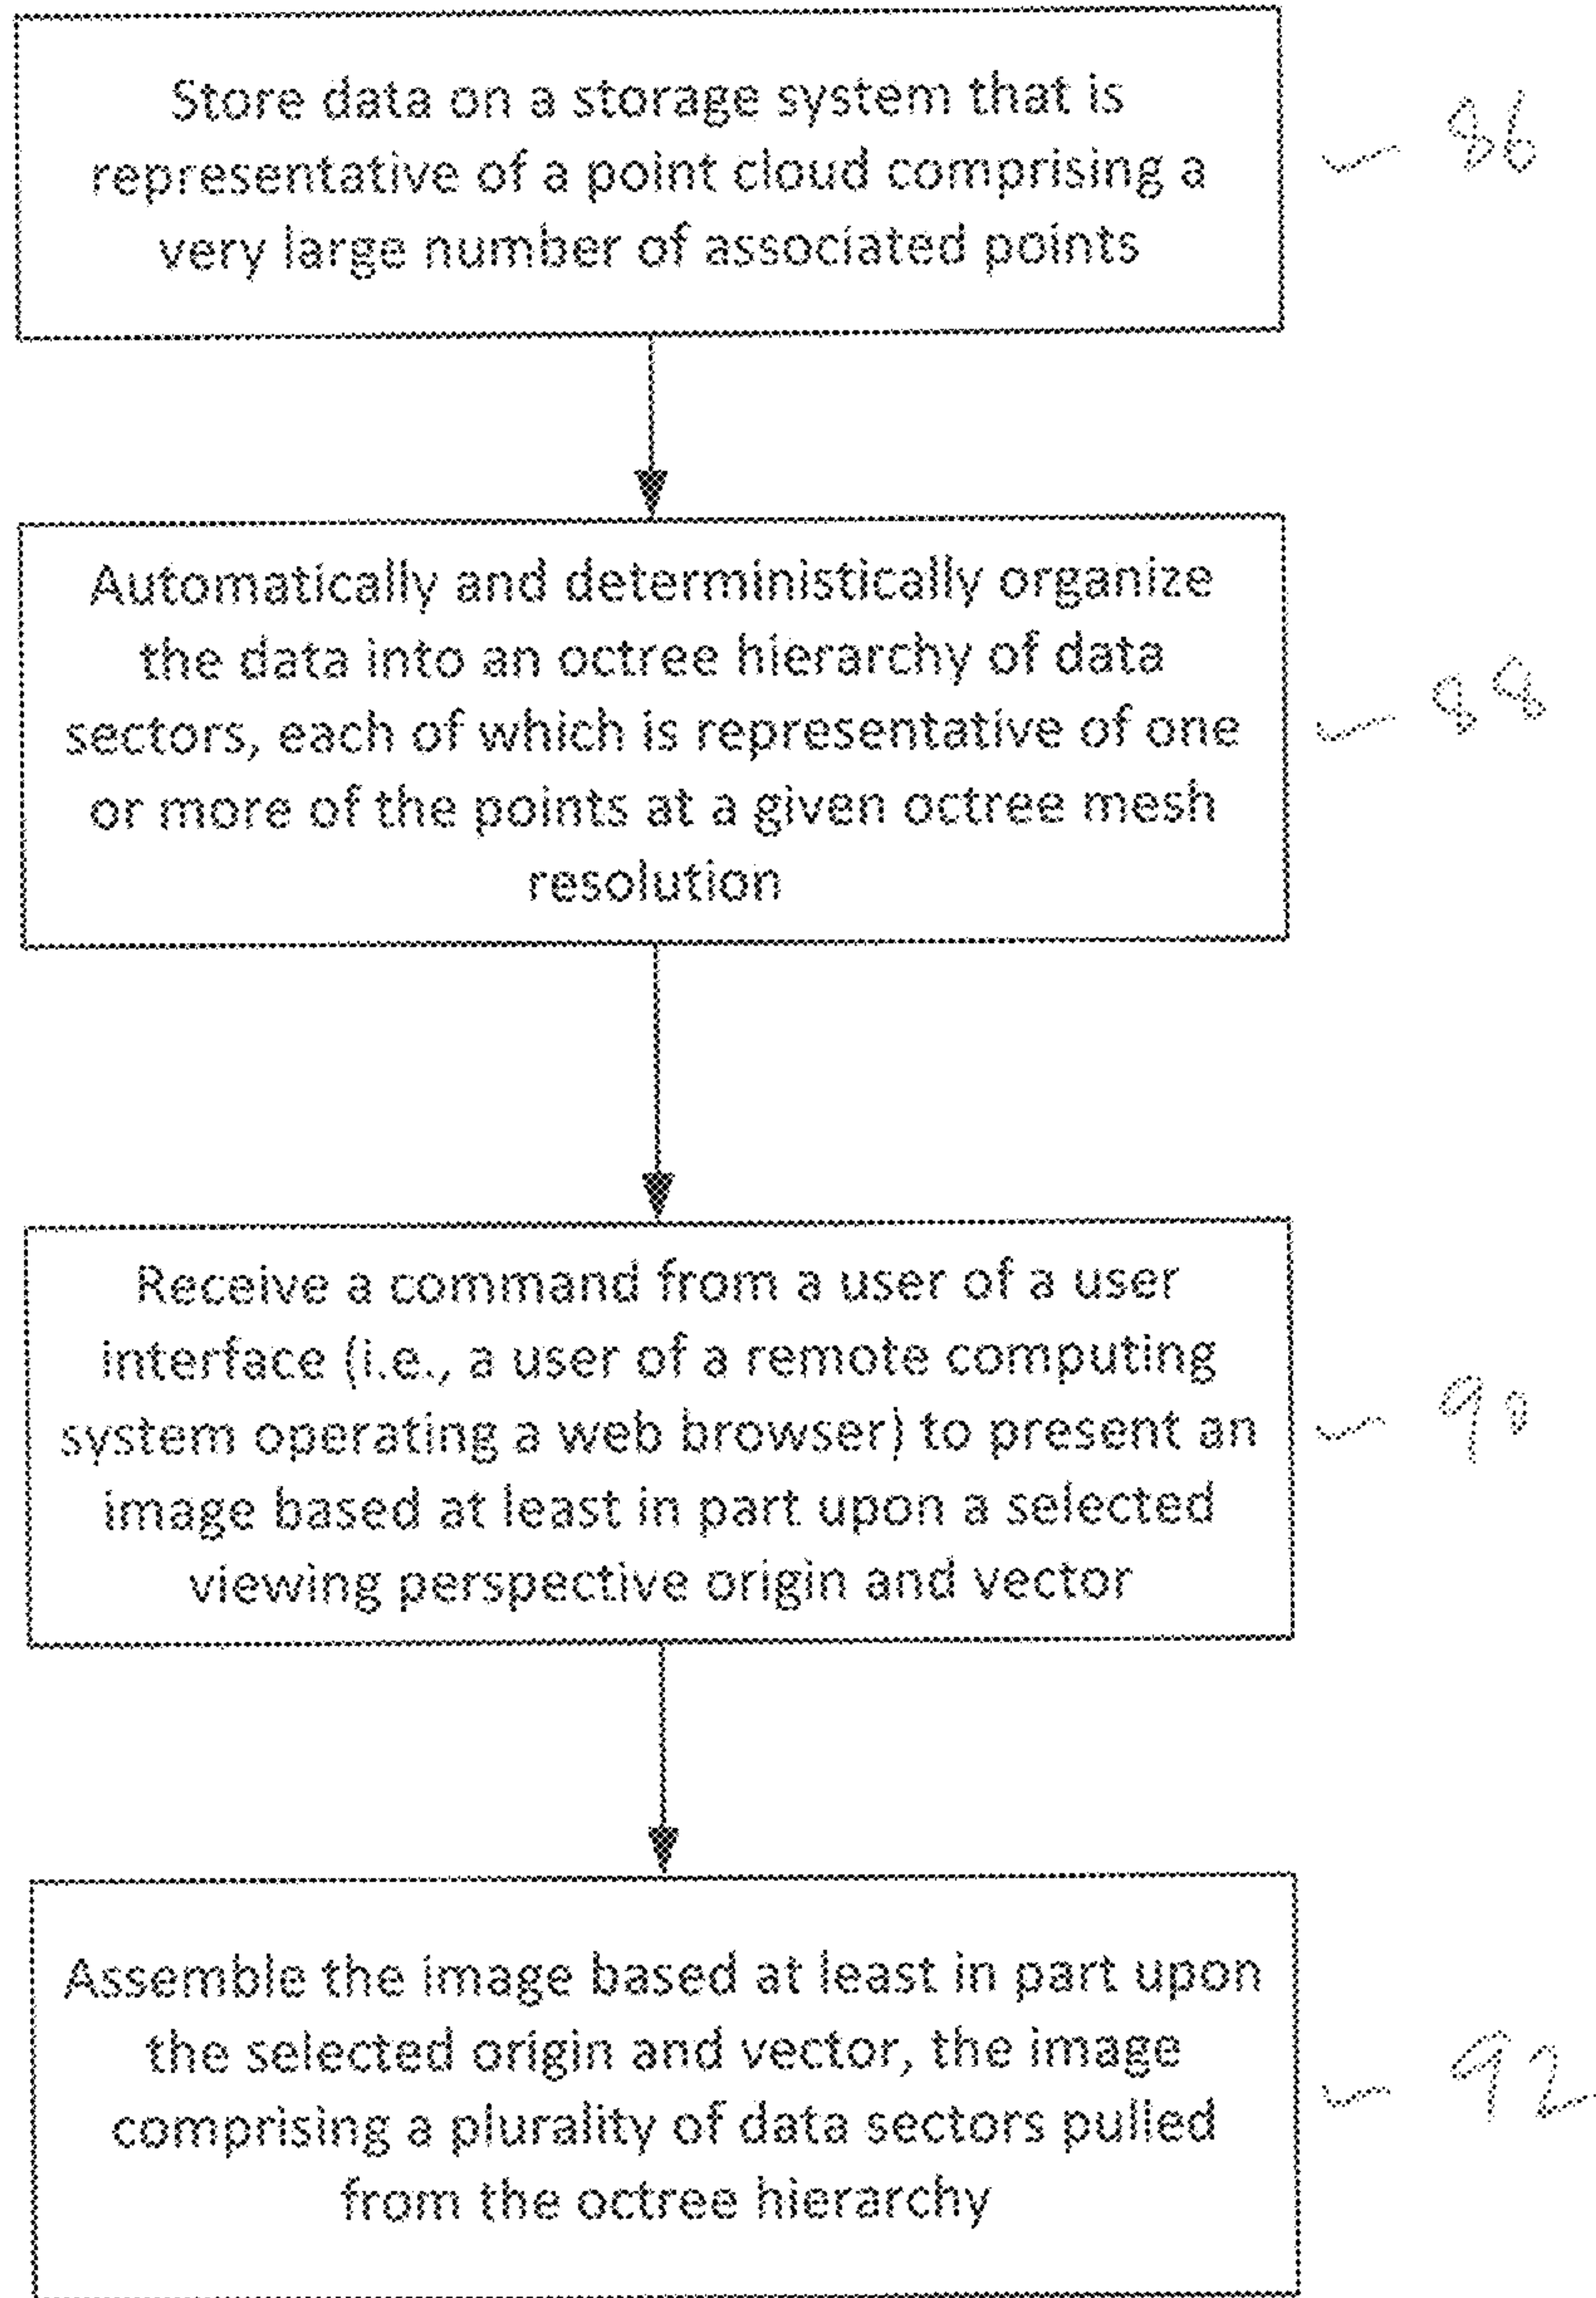 Store data on a storage system that is
representative of a point cloud comprising a
very large number of associated points
86
Automatically and deterministically organize
the data into an octree hierarchy of data
sectors, each of which is representative of one
or more of the points at a given octree mesh
resolution
88
Receive a command from a user of a user
interface (i.e., a user of a remote computing
system operating a web browser) to present an
image based at least in part upon a selected
viewing perspective origin and vector
90
Assemble the image based at least in part upon
the selected origin and vector, the image
comprising a plurality of data sectors pulled
from the octree hierarchy
92